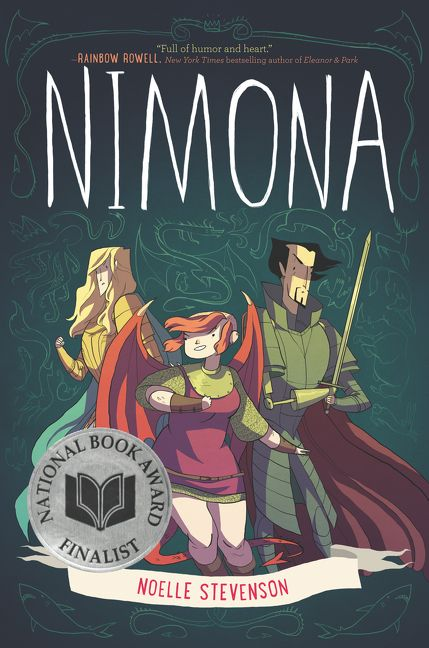 "Full of humor and heart."
—RAINBOW ROWELL, New York Times bestselling author of Eleanor & Park
NIMONA
NATIONAL BOOK AWARD
FINALIST
NOELLE STEVENSON